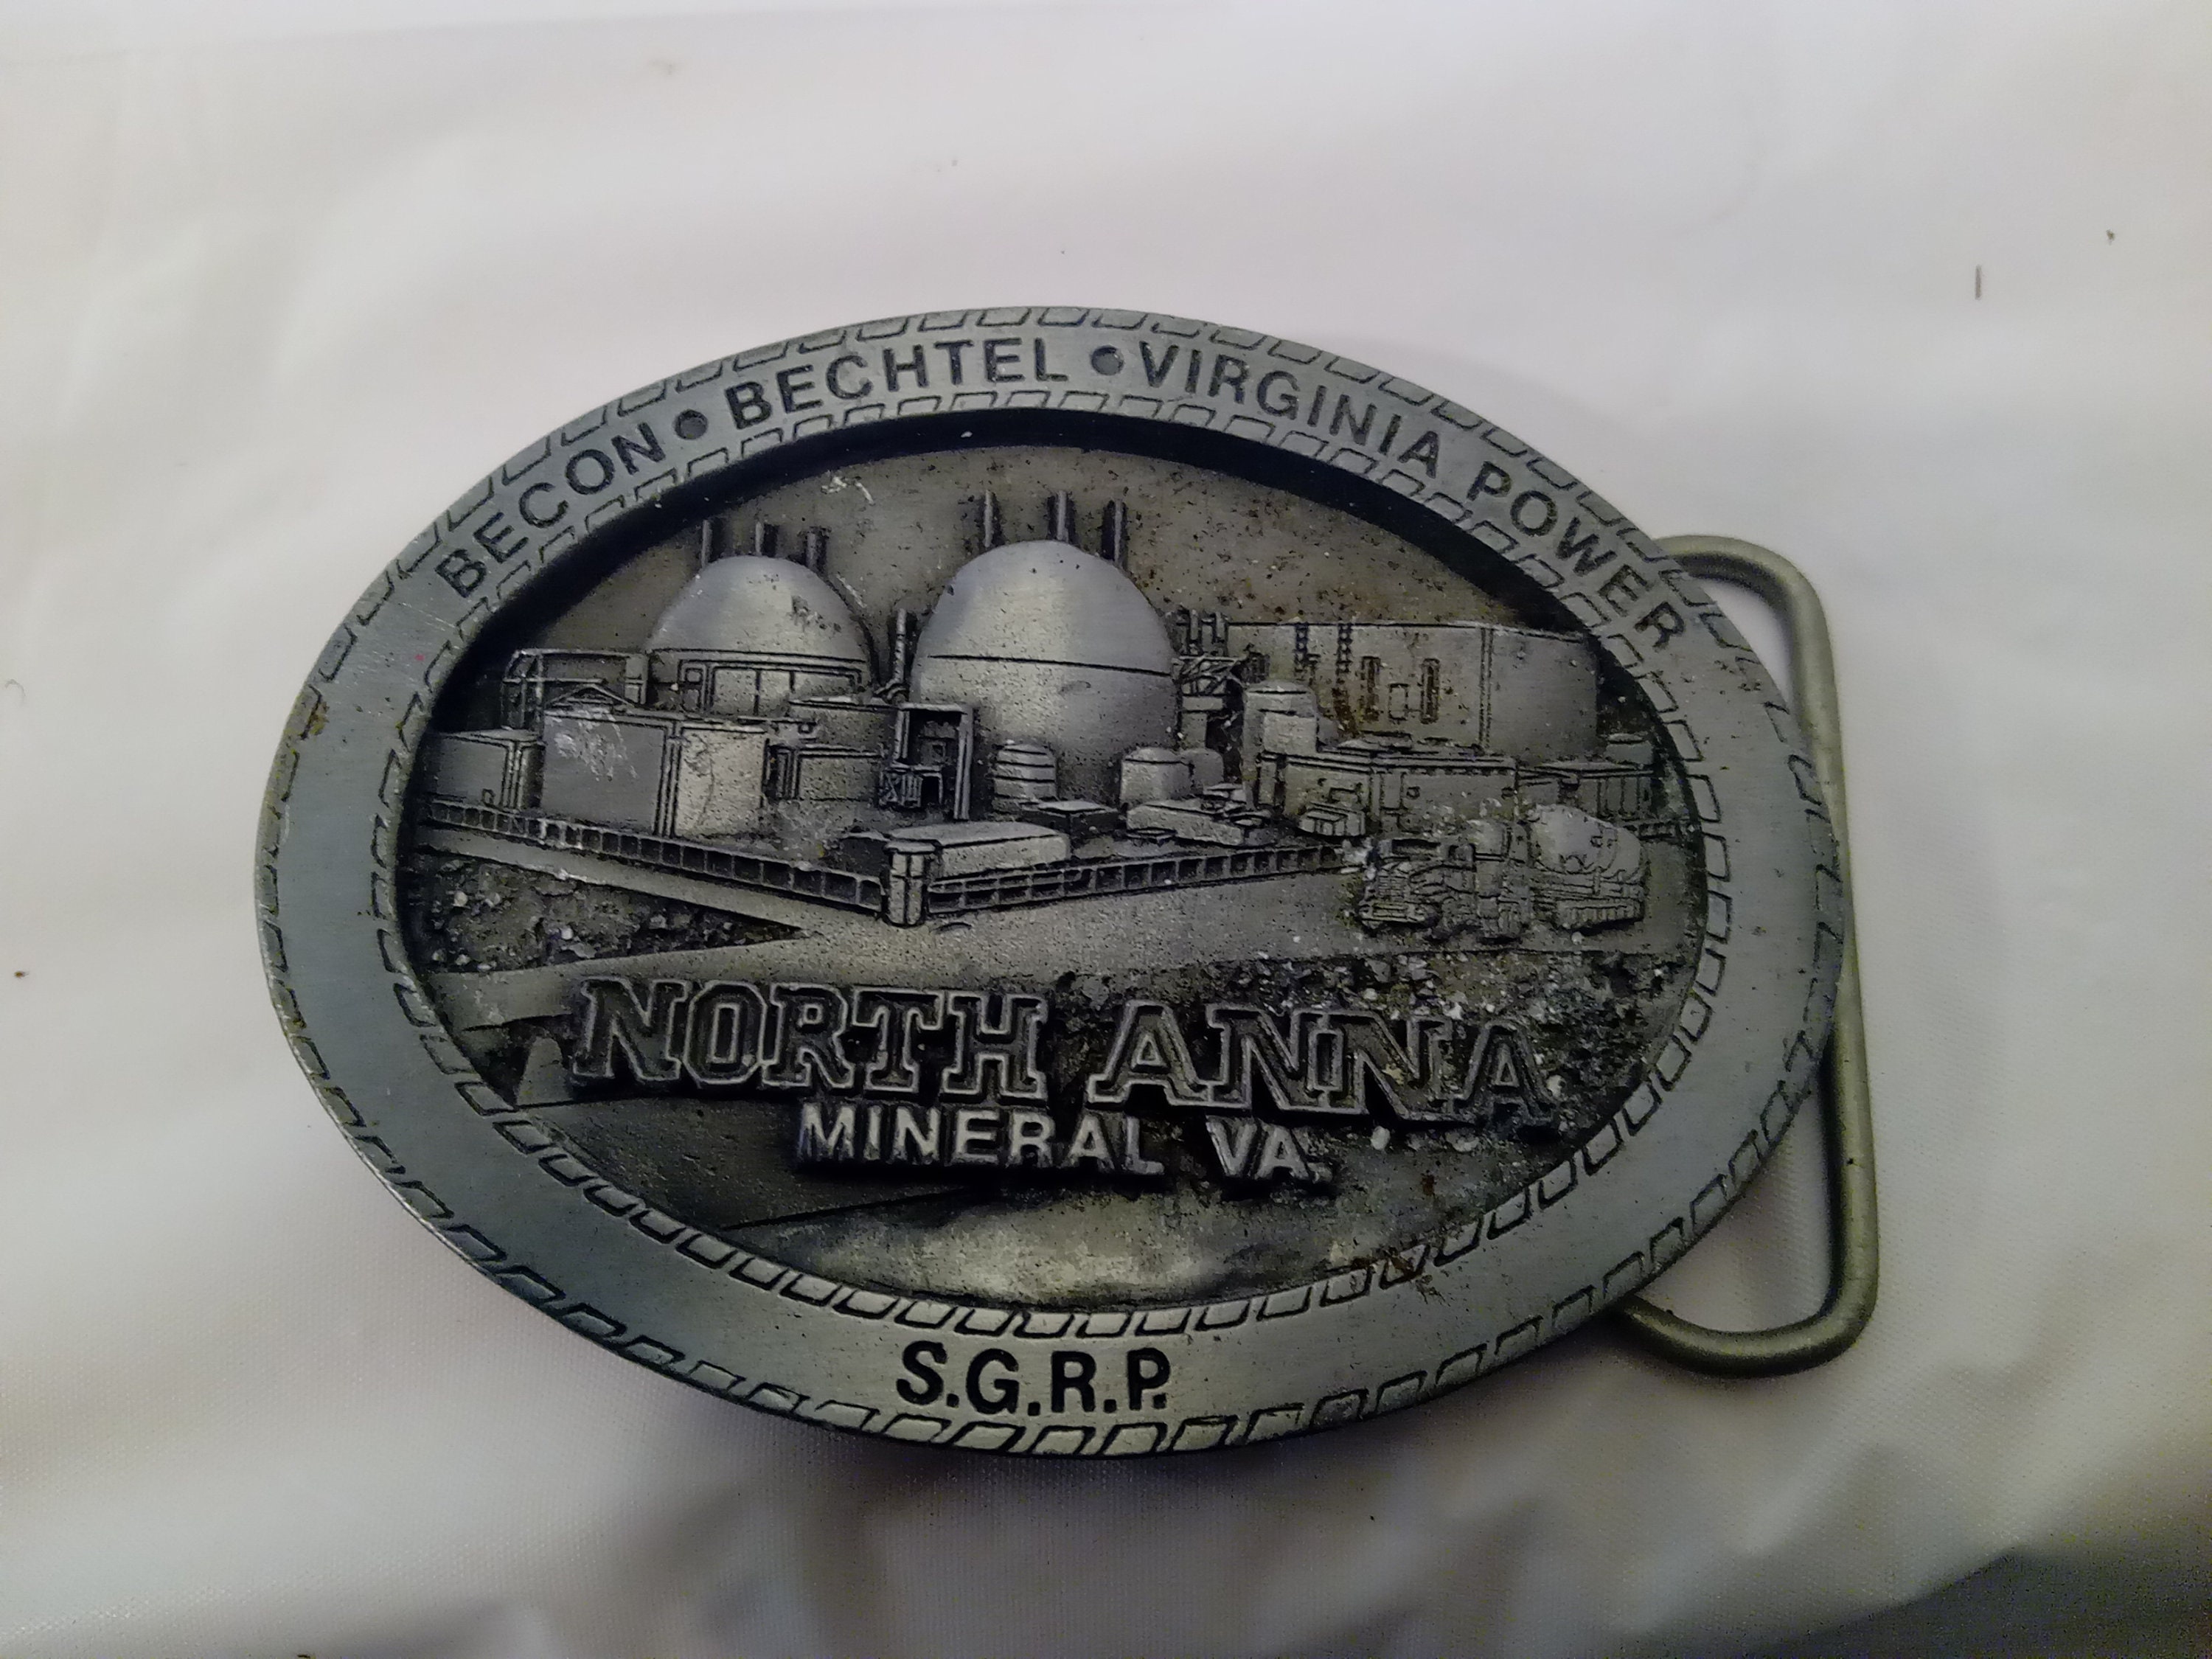 BECON • BECHTEL • VIRGINIA POWER
NORTH ANNA
MINERAL VA.
S.G.R.P.